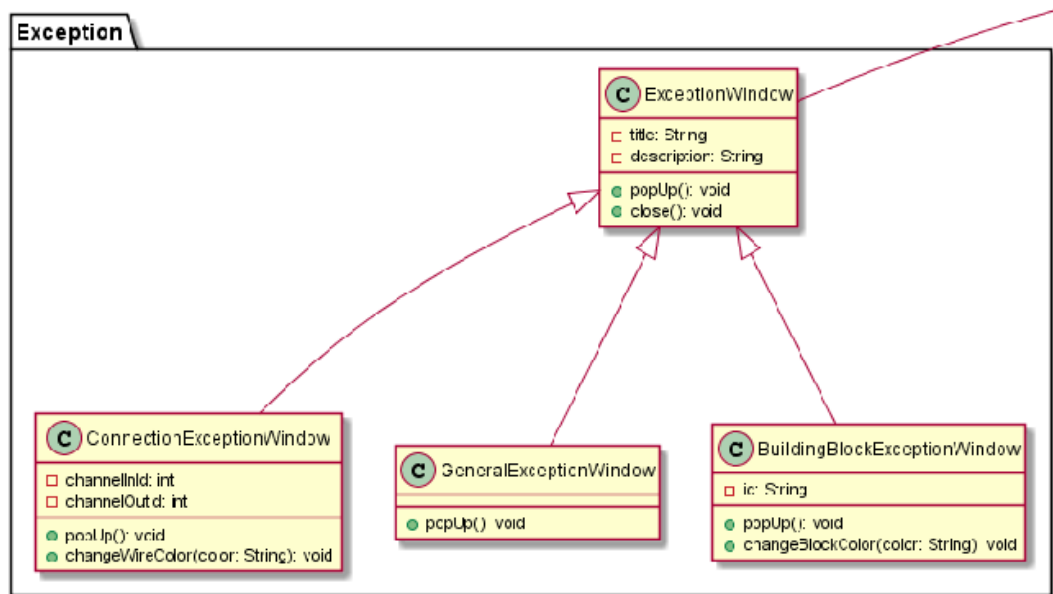 Exception
C ExceptionWindow
title: String
description: String
popUp(): void
close(): void
C ConnectionExceptionWindow
channelInId: int
channelOutId: int
popUp(): void
changeWireColor(color: String): void
C GeneralExceptionWindow
popUp() void
C BuildingBlockExceptionWindow
id: String
popUp(): void
changeBlockColor(color: String) void